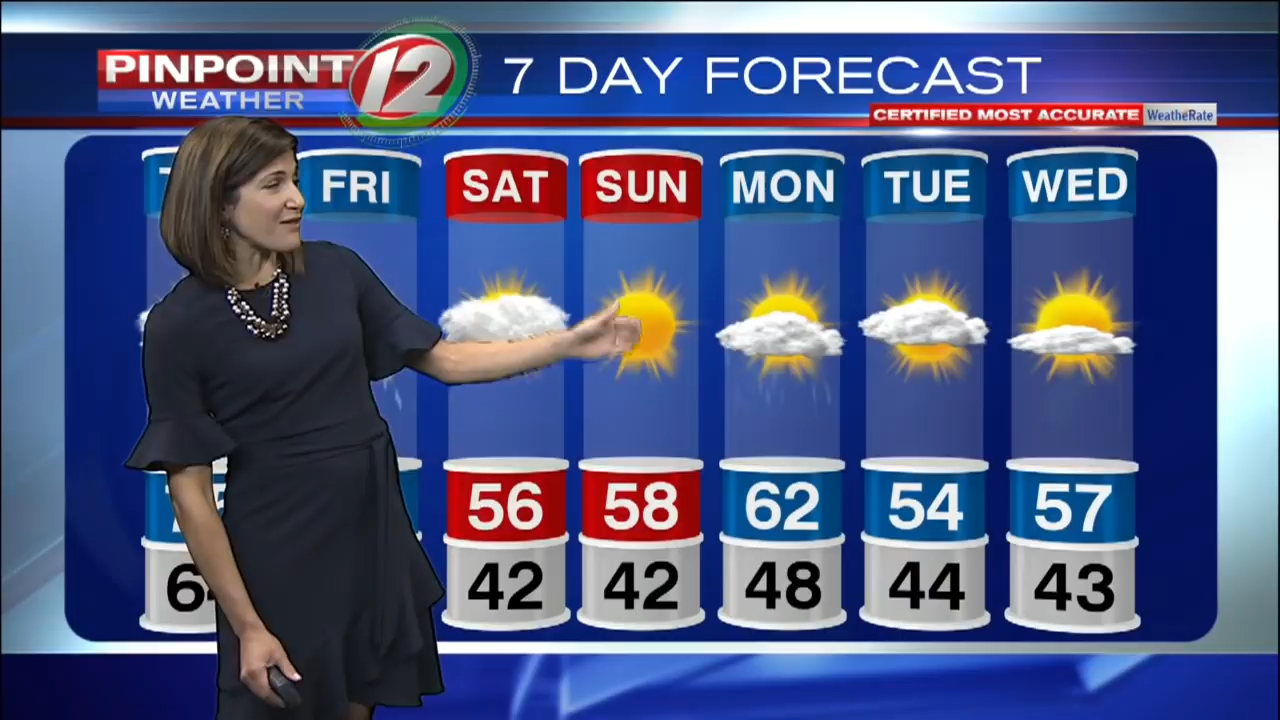 PINPOINT 12
WEATHER
7 DAY FORECAST
CERTIFIED MOST ACCURATE WeatheRate
FRI SAT SUN MON TUE WED
56 58 62 54 57
42 42 48 44 43